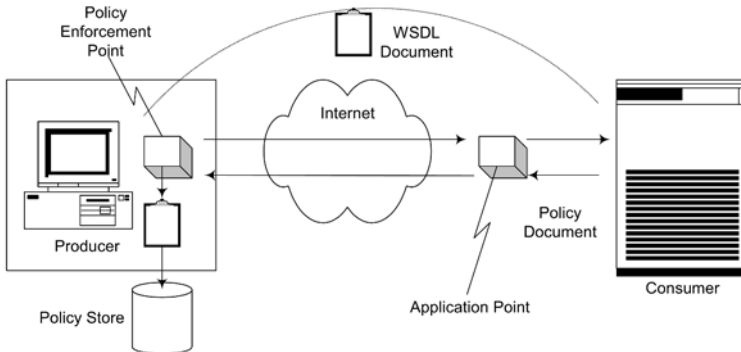 Policy
Enforcement
Point
WSDL
Document
Internet
Producer
Policy
Document
Policy Store
Application Point
Consumer